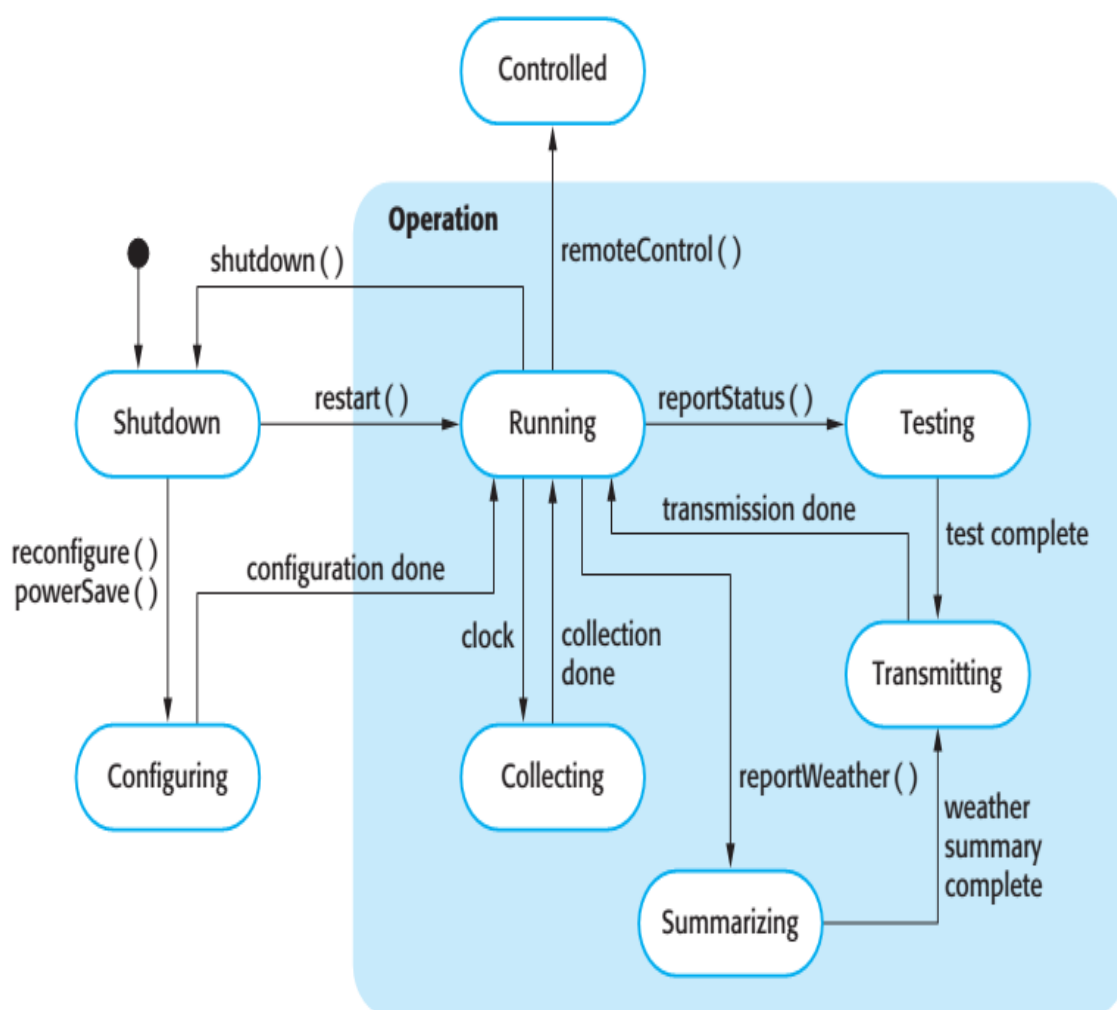 Controlled
Operation
remoteControl ( )
shutdown ( )
Shutdown
restart ( )
Running
reportStatus ( )
Testing
transmission done
test complete
reconfigure ( )
powerSave ( )
configuration done
clock
collection
done
Transmitting
Configuring
Collecting
reportWeather ( )
weather
summary
complete
Summarizing